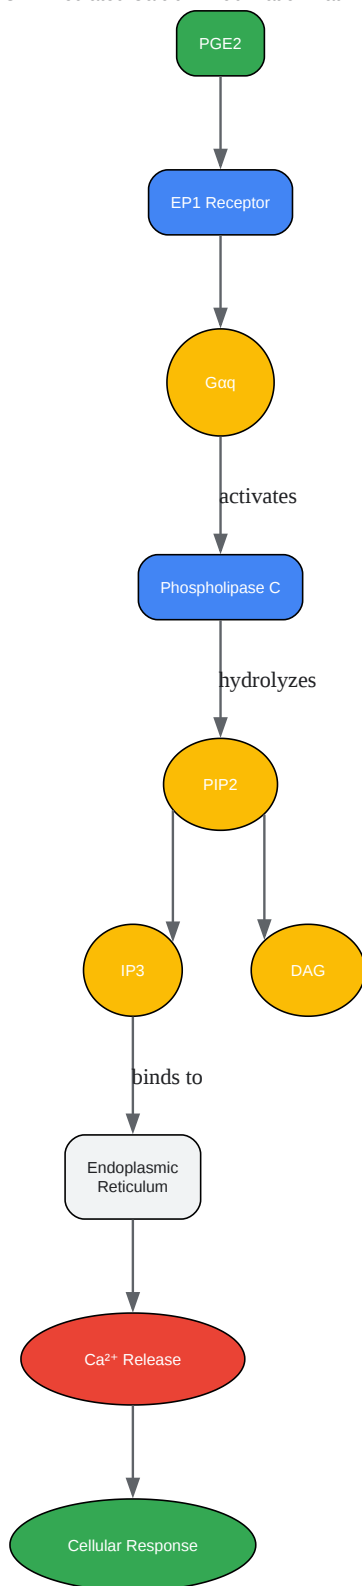 PGE2
EP1 Receptor
Gαq
activates
Phospholipase C
hydrolyzes
PIP2
IP3
DAG
binds to
Endoplasmic
Reticulum
Ca²⁺ Release
Cellular Response